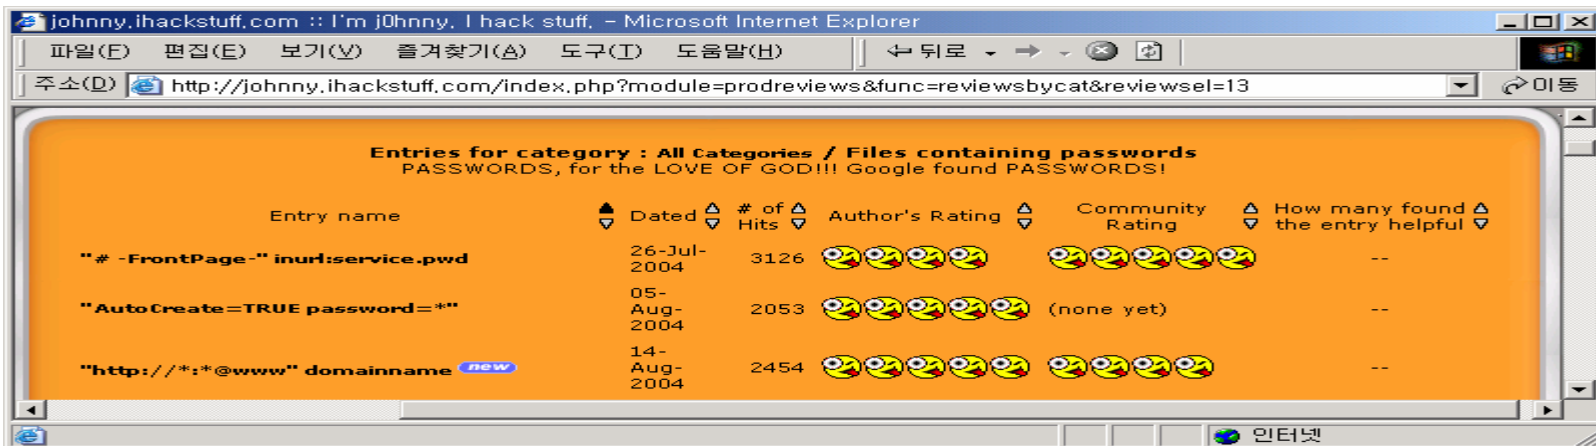 johnny.ihackstuff.com :: I'm j0hnny. I hack stuff. - Microsoft Internet Explorer
파일(F) 편집(E) 보기(V) 즐겨찾기(A) 도구(T) 도움말(H) 뒤로
주소(D) http://johnny.ihackstuff.com/index.php?module=prodreviews&func=reviewsbycat&reviewsel=13 이동
Entries for category : All Categories / Files containing passwords
PASSWORDS, for the LOVE OF GOD!!! Google found PASSWORDS!
Entry name Dated # of Hits Author's Rating Community Rating How many found the entry helpful
"# -FrontPage-" inurl:service.pwd 26-Jul-2004 3126 --
"AutoCreate=TRUE password=*" 05-Aug-2004 2053 (none yet) --
"http://*:*@www" domainname new 14-Aug-2004 2454 --
인터넷